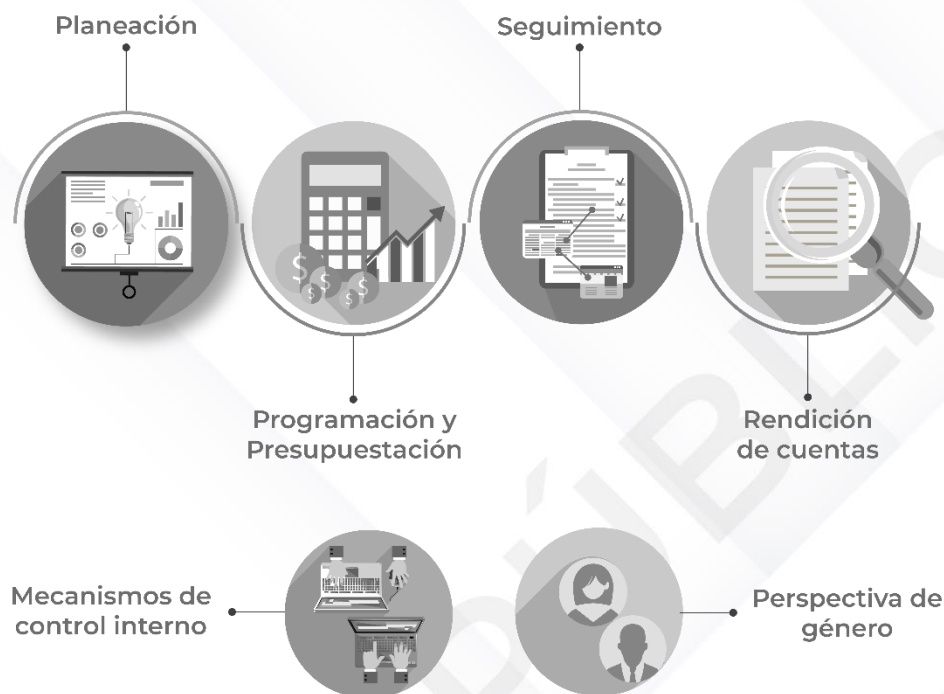 Planeación
Seguimiento
Programación y
Presupuestación
Rendición
de cuentas
Mecanismos de
control interno
Perspectiva de
género